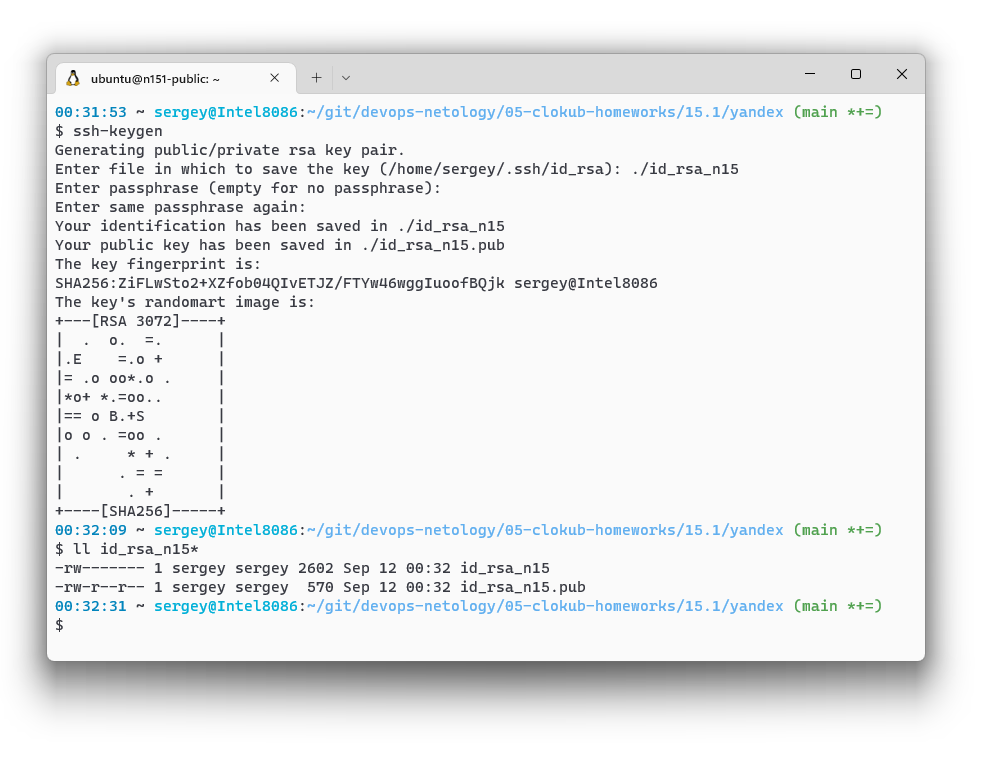 ubuntu@n151-public: ~
00:31:53 ~ sergey@Intel8086:~/git/devops-netology/05-clokub-homeworks/15.1/yandex (main *+=)
$ ssh-keygen
Generating public/private rsa key pair.
Enter file in which to save the key (/home/sergey/.ssh/id_rsa): ./id_rsa_n15
Enter passphrase (empty for no passphrase):
Enter same passphrase again:
Your identification has been saved in ./id_rsa_n15
Your public key has been saved in ./id_rsa_n15.pub
The key fingerprint is:
SHA256:ZiFLwSto2+XZfob04QIvETJZ/FTYw46wggIuoofBQjk sergey@Intel8086
The key's randomart image is:
+---[RSA 3072]----+
|  .  o.  =.      |
|.E    =.o +      |
|= .o oo*.o .     |
|*o+ *.=oo..      |
|== o B.+S        |
|o o . =oo .      |
| .     * + .     |
|      . = =      |
|       . +       |
+----[SHA256]-----+
00:32:09 ~ sergey@Intel8086:~/git/devops-netology/05-clokub-homeworks/15.1/yandex (main *+=)
$ ll id_rsa_n15*
-rw------- 1 sergey sergey 2602 Sep 12 00:32 id_rsa_n15
-rw-r--r-- 1 sergey sergey  570 Sep 12 00:32 id_rsa_n15.pub
00:32:31 ~ sergey@Intel8086:~/git/devops-netology/05-clokub-homeworks/15.1/yandex (main *+=)
$